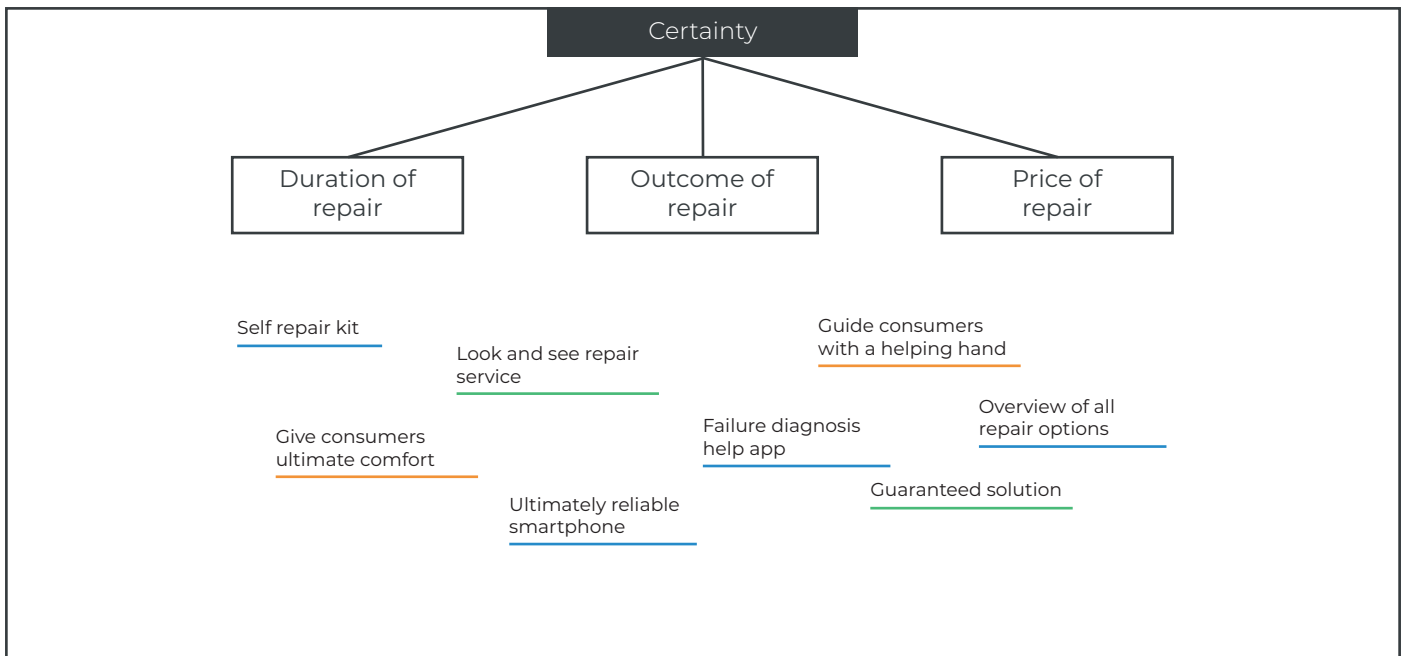 Certainty
Duration of
repair
Outcome of
repair
Price of
repair
Self repair kit
Look and see repair
service
Guide consumers
with a helping hand
Give consumers
ultimate comfort
Failure diagnosis
help app
Overview of all
repair options
Ultimately reliable
smartphone
Guaranteed solution